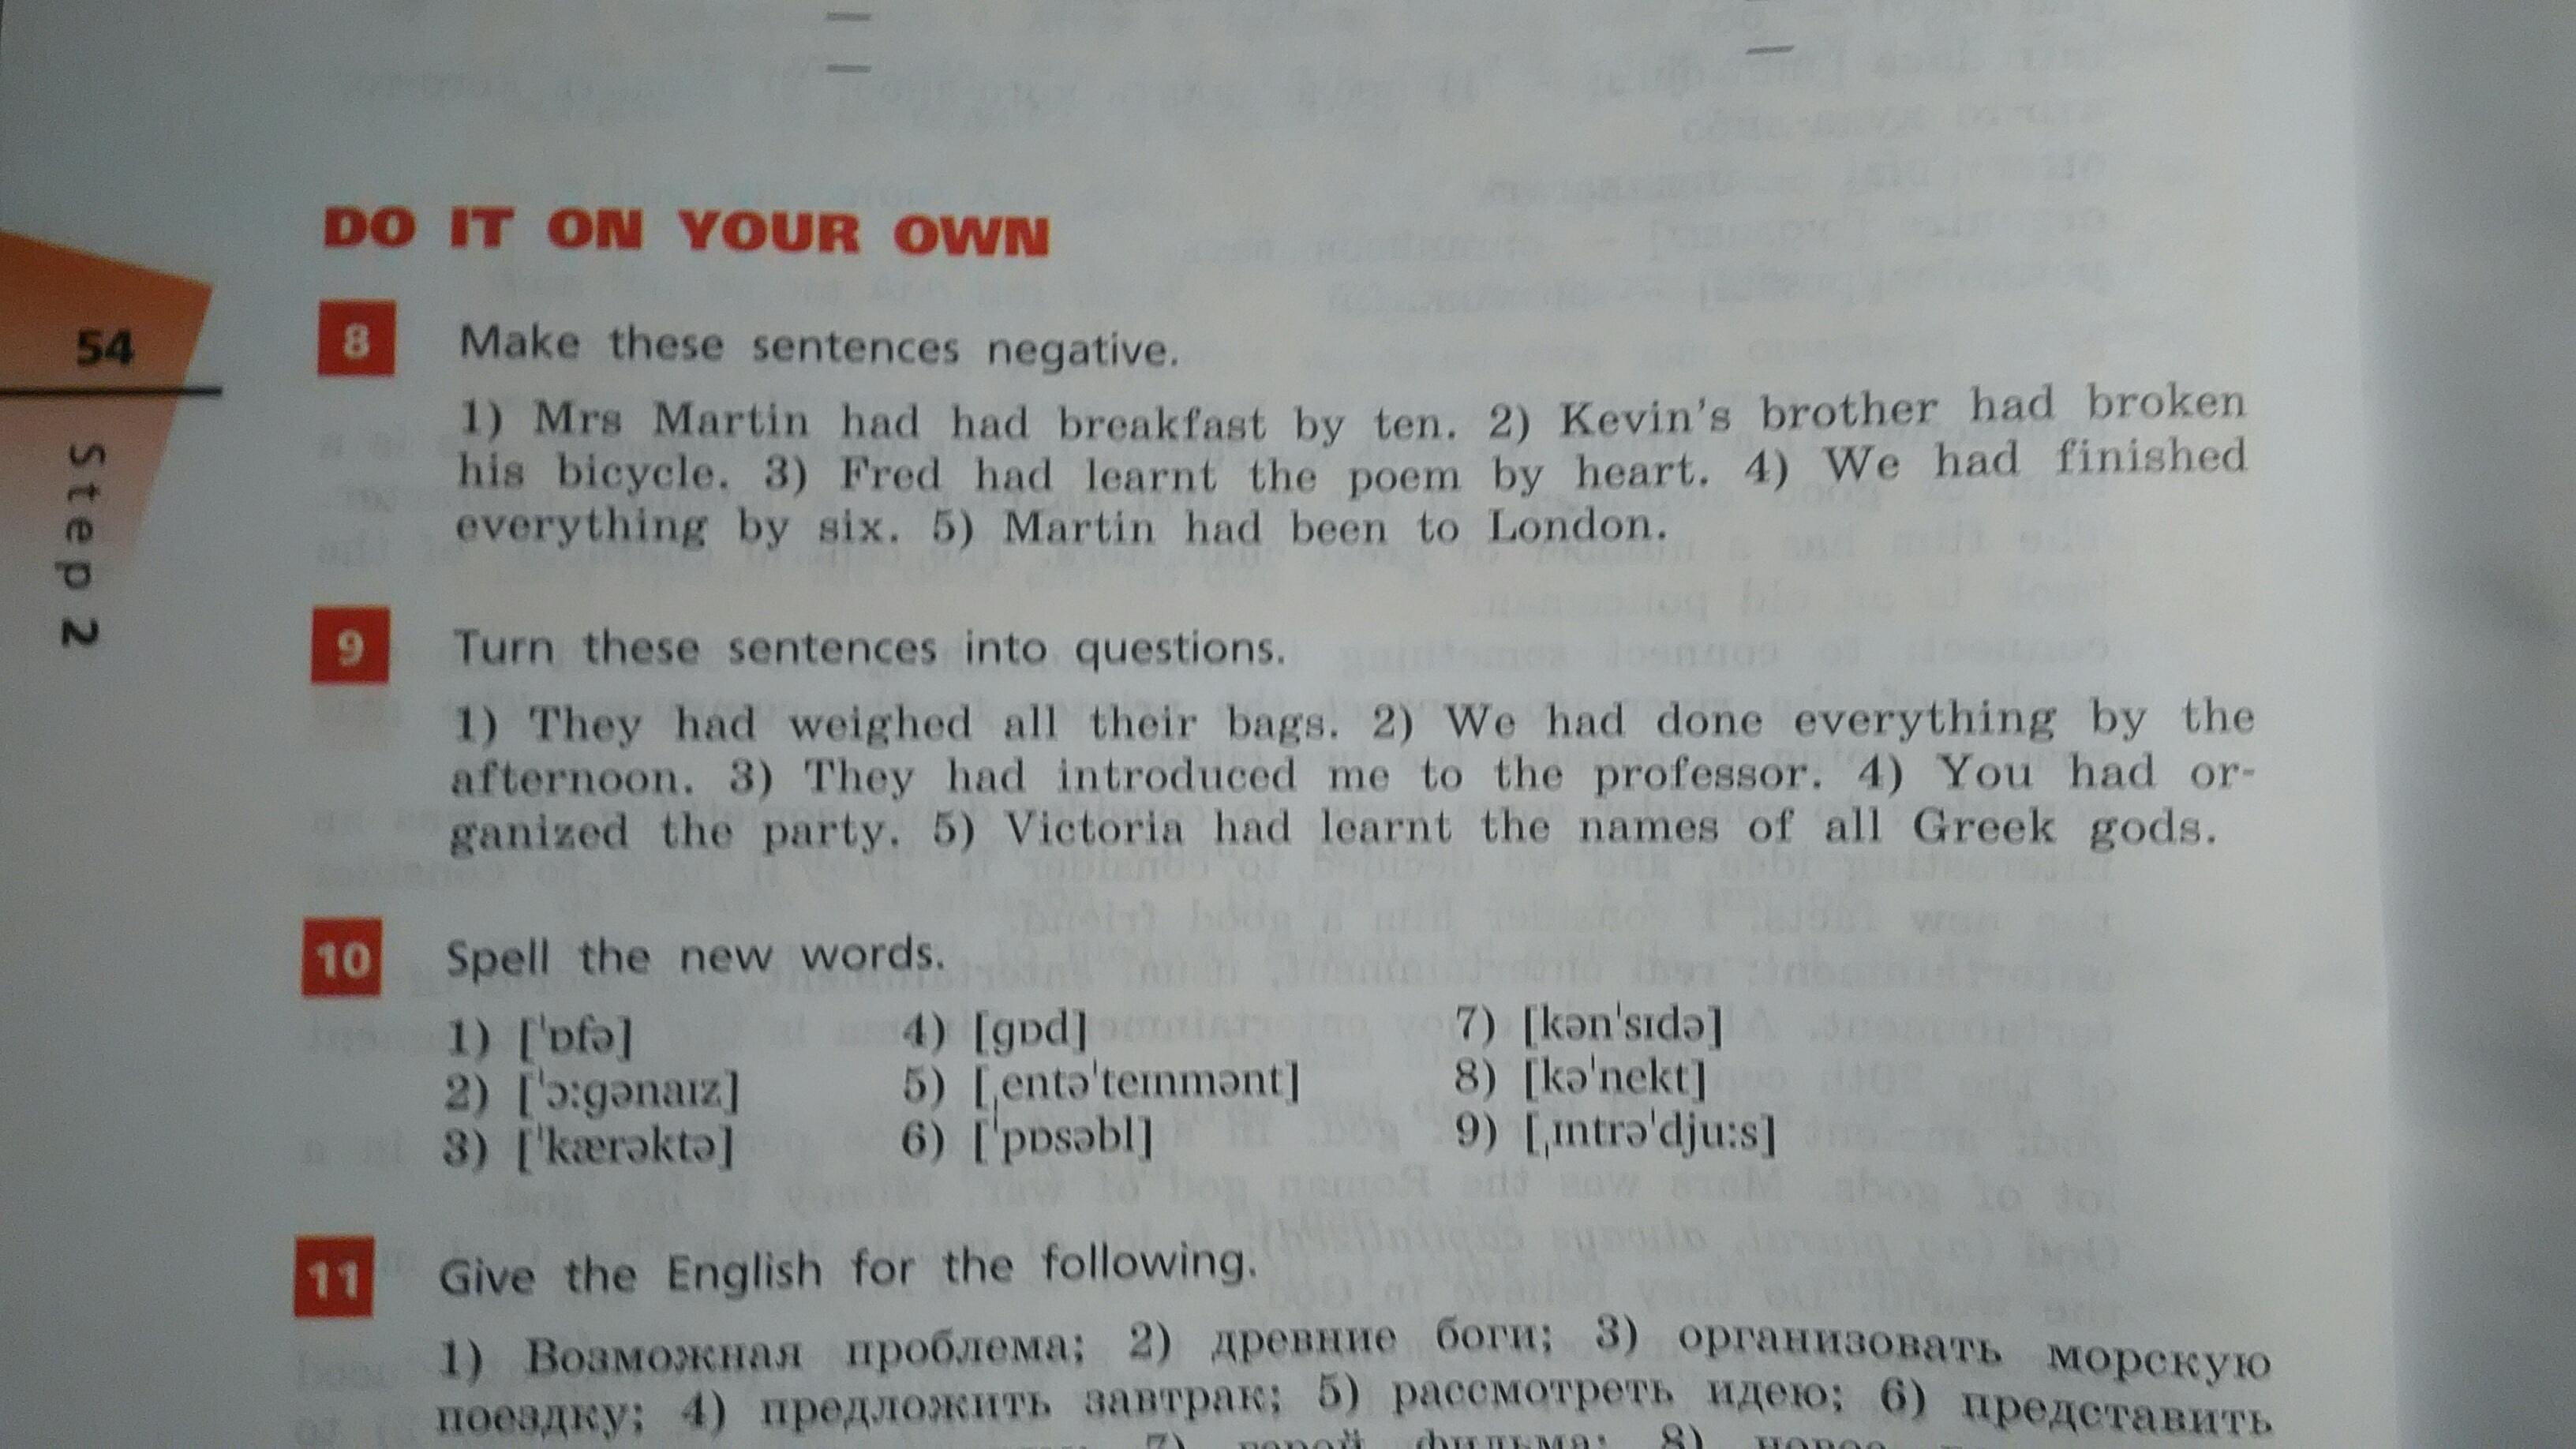 DO IT ON YOUR OWN
8 Make these sentences negative.
1) Mrs Martin had had breakfast by ten. 2) Kevin's brother had broken
his bicycle. 3) Fred had learnt the poem by heart. 4) We had finished
everything by six. 5) Martin had been to London.
54
Step 2
9 Turn these sentences into questions.
1) They had weighed all their bags. 2) We had done everything by the
afternoon. 3) They had introduced me to the professor. 4) You had or-
ganized the party. 5) Victoria had learnt the names of all Greek gods.
10 Spell the new words.
1) [ˈɒfə] 4) [gɒd] 7) [kənˈsɪdə]
2) [ˈɔ:gənaɪz] 5) [ˌentəˈteɪnmənt] 8) [kəˈnekt]
3) [ˈkærəktə] 6) [ˈpɒsəbl] 9) [ˌɪntrəˈdju:s]
11 Give the English for the following.
1) Возможная проблема; 2) древние боги; 3) организовать морскую
поездку; 4) предложить завтрак; 5) рассмотреть идею; 6) представить
7) герой фильма; 8) новое